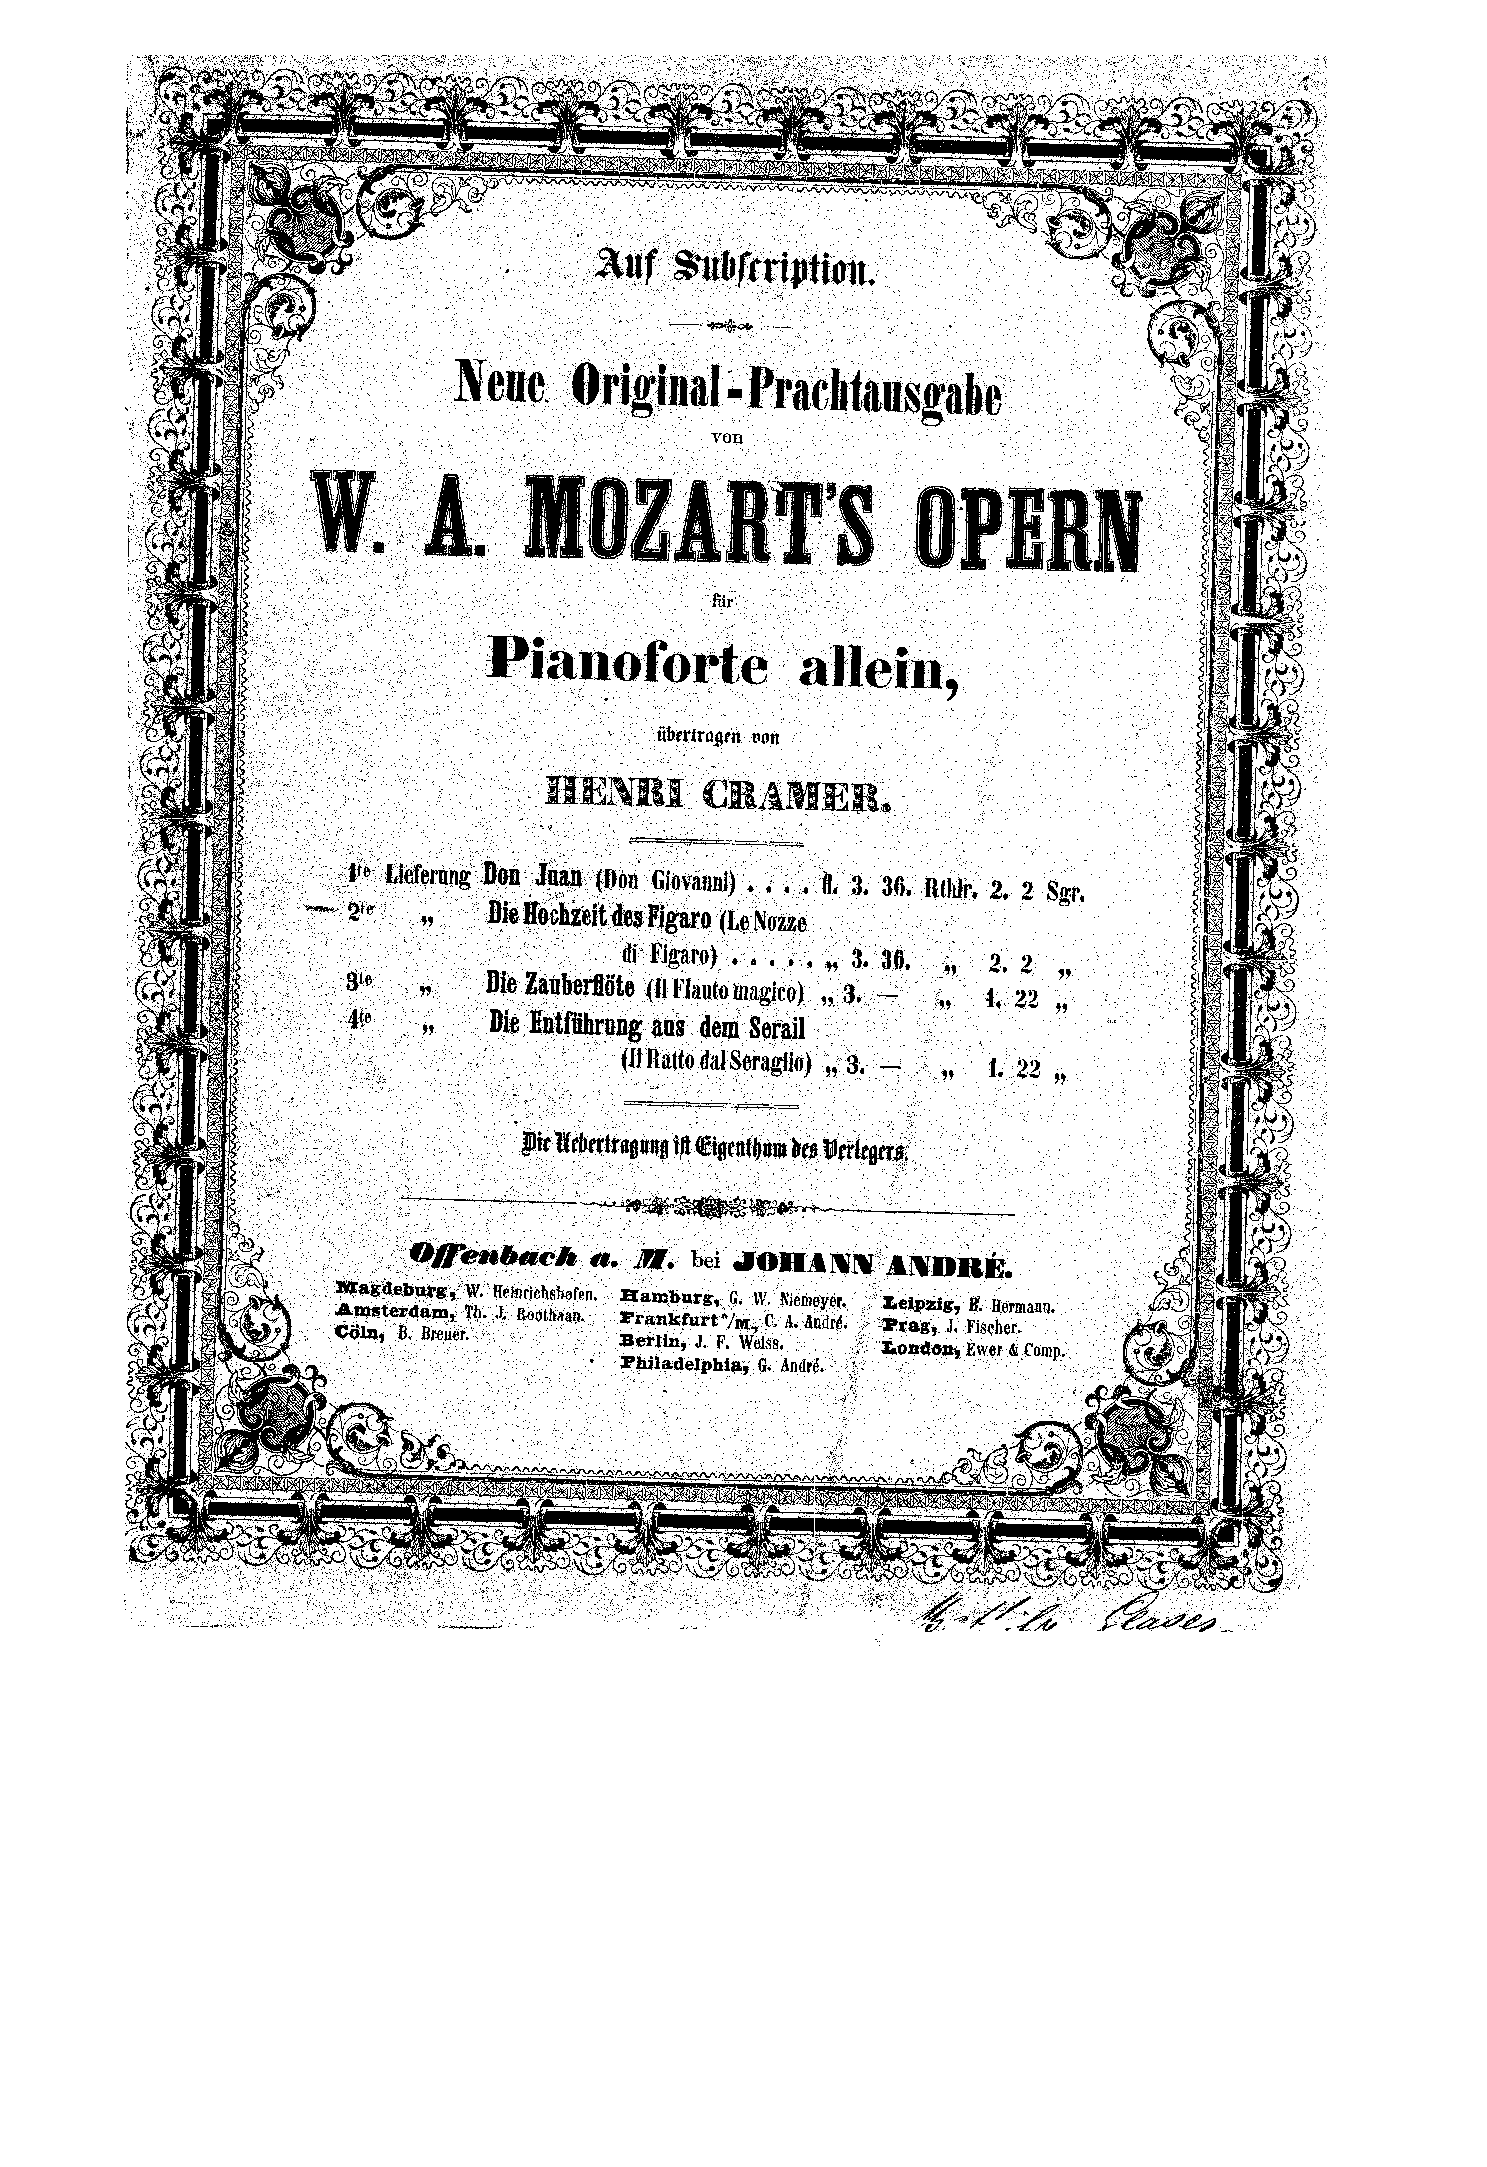 Auf Subscription.
Neue Original-Prachtausgabe
von
W. A. MOZART'S OPERN
für
Pianoforte allein,
übertragen von
HENRI CRAMER.
1te Lieferung Don Juan (Don Giovanni) . . . . fl. 3. 36. Rthlr. 2. 2 Sgr.
2te „ Die Hochzeit des Figaro (Le Nozze
di Figaro) . . . . . „ 3. 36. „ 2. 2 „
3te „ Die Zauberflöte (Il Flauto magico) „ 3. — „ 1. 22 „
4te „ Die Entführung aus dem Serail
(Il Ratto dal Seraglio) „ 3. — „ 1. 22 „
Die Uebertragung ist Eigenthum des Verlegers.
Offenbach a. M. bei JOHANN ANDRÉ.
Magdeburg, W. Heinrichshofen.
Amsterdam, Th. J. Roothaan.
Cöln, B. Breuer.
Hamburg, G. W. Niemeyer.
Frankfurt a/M., C. A. André.
Berlin, J. F. Weiss.
Philadelphia, G. André.
Leipzig, B. Hermann.
Prag, J. Fischer.
London, Ewer & Comp.